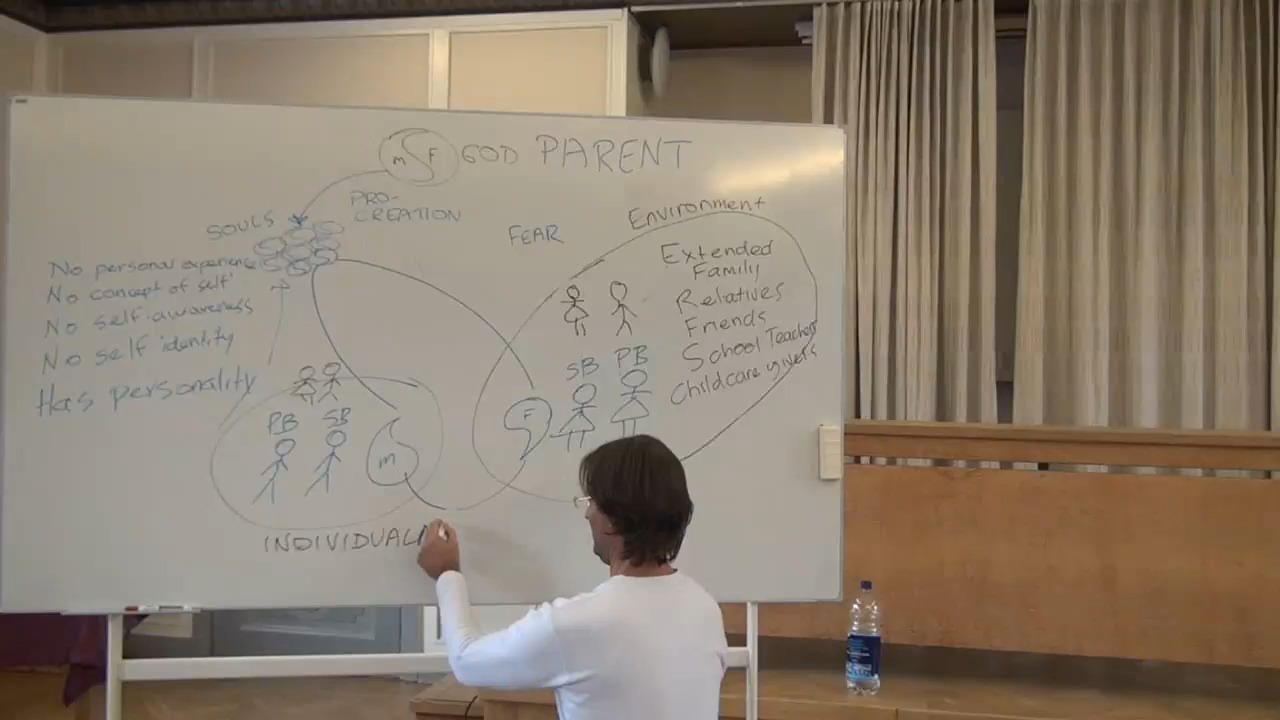 m F GOD PARENT
PRO-
CREATION
SOULS
No personal experience
No concept of self'
No self-awareness
No self identity
Has personality
FEAR
Environment
Extended
Family
Relatives
Friends
School Teachers
Childcare givers
SB PB
F
PB SB
m
INDIVIDUAL